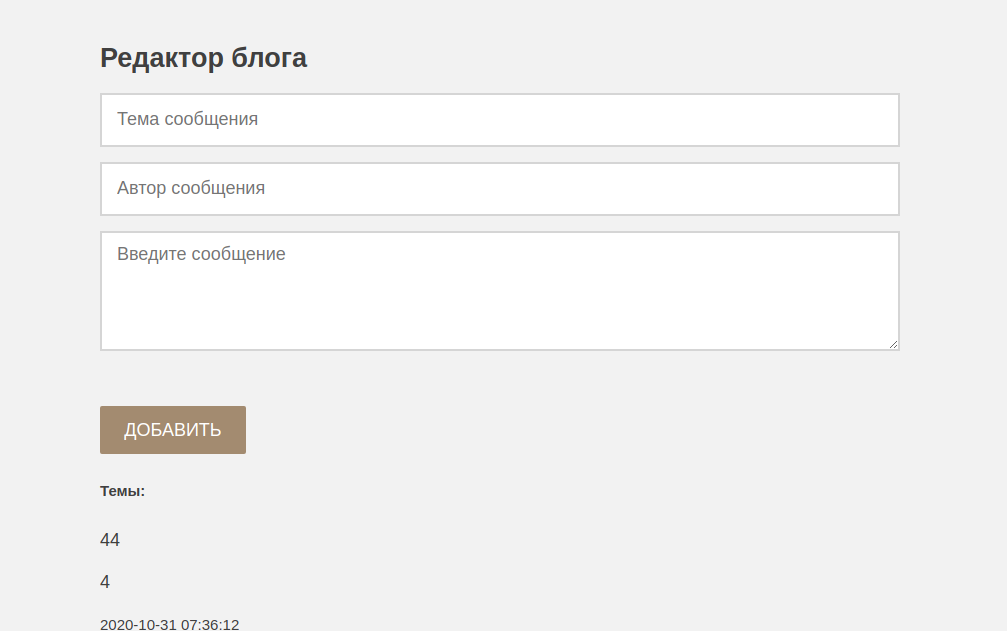 Редактор блога
Тема сообщения
Автор сообщения
Введите сообщение
ДОБАВИТЬ
Темы:
44
4
2020-10-31 07:36:12